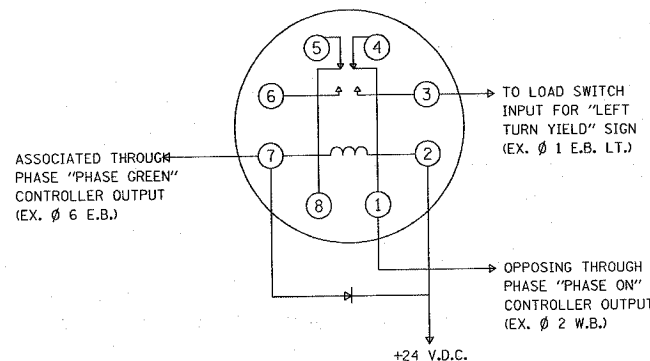 5 4
6 3
7 2
8 1
TO LOAD SWITCH
INPUT FOR "LEFT
TURN YIELD" SIGN
(EX. Ø 1 E.B. LT.)
ASSOCIATED THROUGH
PHASE "PHASE GREEN"
CONTROLLER OUTPUT
(EX. Ø 6 E.B.)
OPPOSING THROUGH
PHASE "PHASE ON"
CONTROLLER OUTPUT
(EX. Ø 2 W.B.)
+24 V.D.C.